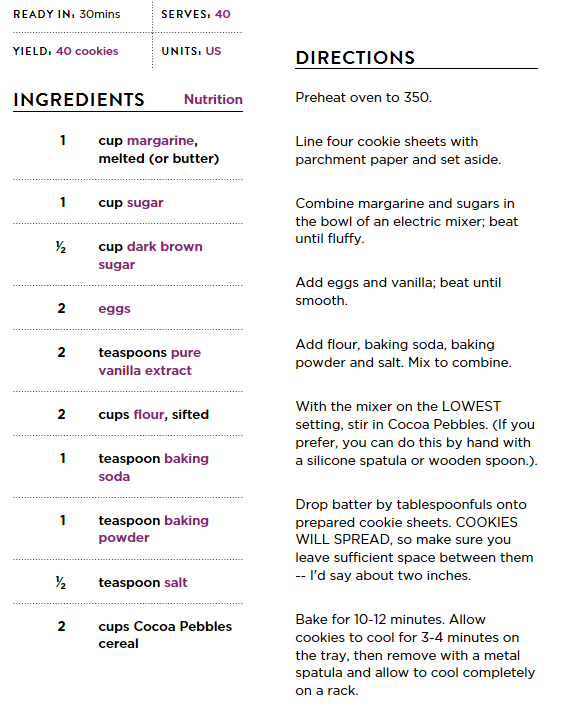 READY IN: 30mins
SERVES: 40
YIELD: 40 cookies
UNITS: US
INGREDIENTS Nutrition
1 cup margarine,
melted (or butter)
1 cup sugar
½ cup dark brown
sugar
2 eggs
2 teaspoons pure
vanilla extract
2 cups flour, sifted
1 teaspoon baking
soda
1 teaspoon baking
powder
½ teaspoon salt
2 cups Cocoa Pebbles
cereal
DIRECTIONS
Preheat oven to 350.
Line four cookie sheets with
parchment paper and set aside.
Combine margarine and sugars in
the bowl of an electric mixer; beat
until fluffy.
Add eggs and vanilla; beat until
smooth.
Add flour, baking soda, baking
powder and salt. Mix to combine.
With the mixer on the LOWEST
setting, stir in Cocoa Pebbles. (If you
prefer, you can do this by hand with
a silicone spatula or wooden spoon.).
Drop batter by tablespoonfuls onto
prepared cookie sheets. COOKIES
WILL SPREAD, so make sure you
leave sufficient space between them
-- I'd say about two inches.
Bake for 10-12 minutes. Allow
cookies to cool for 3-4 minutes on
the tray, then remove with a metal
spatula and allow to cool completely
on a rack.